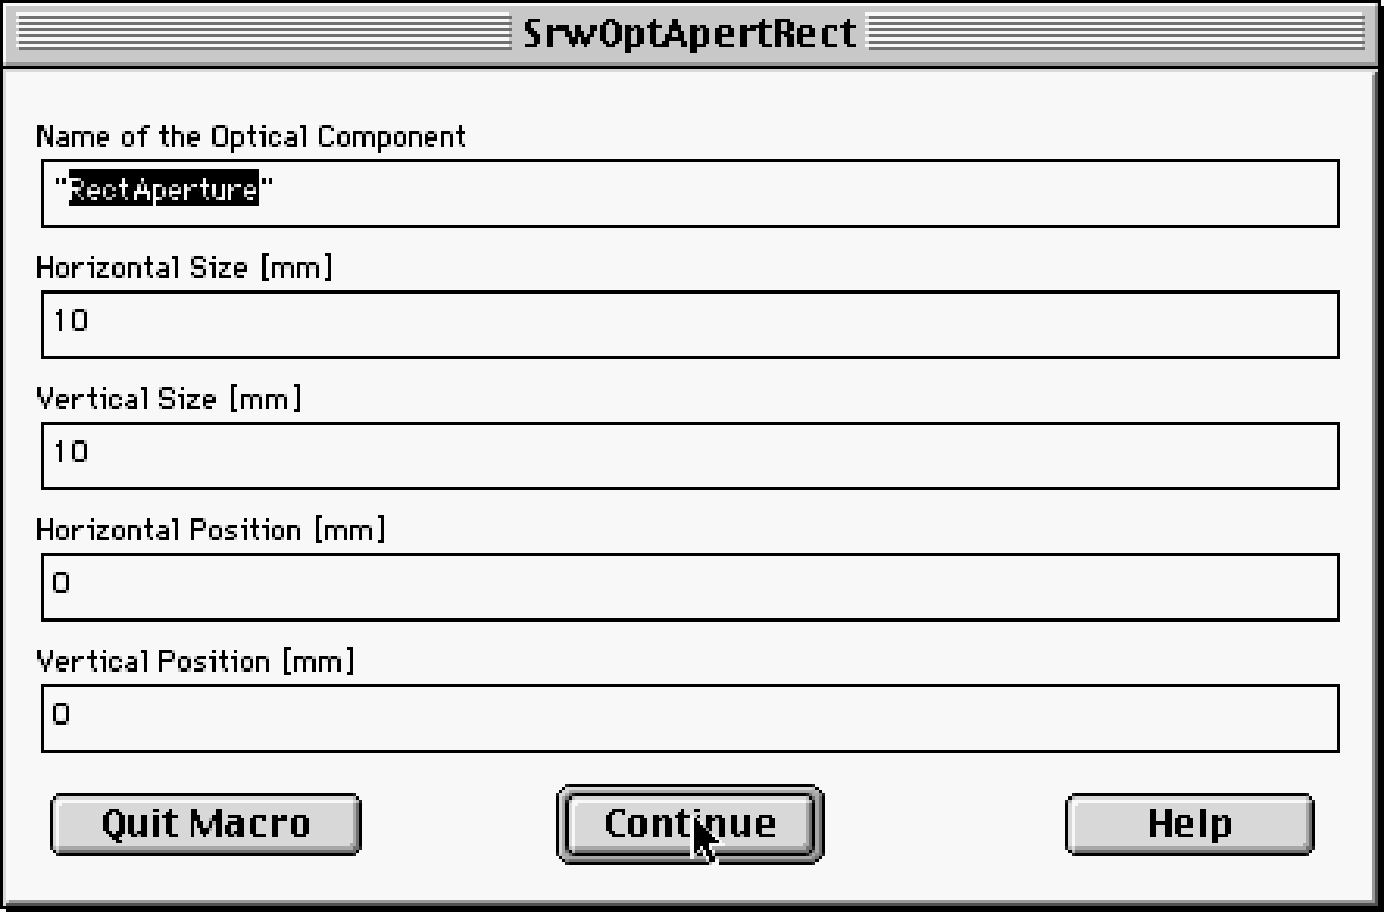 SrwOptApertRect
Name of the Optical Component
"RectAperture"
Horizontal Size [mm]
10
Vertical Size [mm]
10
Horizontal Position [mm]
0
Vertical Position [mm]
0
Quit Macro Continue Help